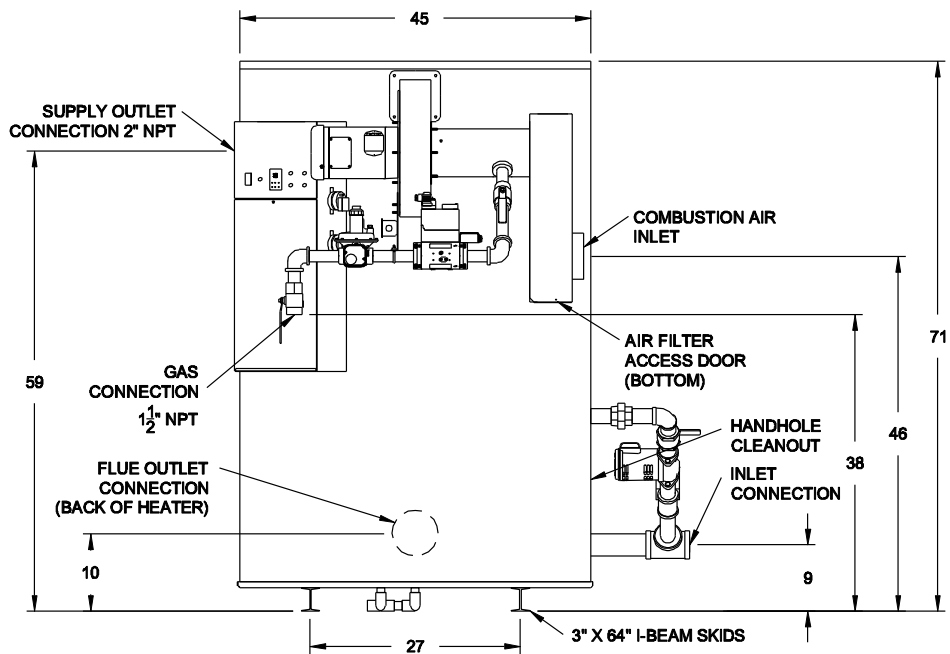 45
SUPPLY OUTLET
CONNECTION 2" NPT
COMBUSTION AIR
INLET
71
AIR FILTER
ACCESS DOOR
(BOTTOM)
59
GAS
CONNECTION
1 1/2" NPT
HANDHOLE
CLEANOUT
46
38
FLUE OUTLET
CONNECTION
(BACK OF HEATER)
INLET
CONNECTION
10
9
3" X 64" I-BEAM SKIDS
27